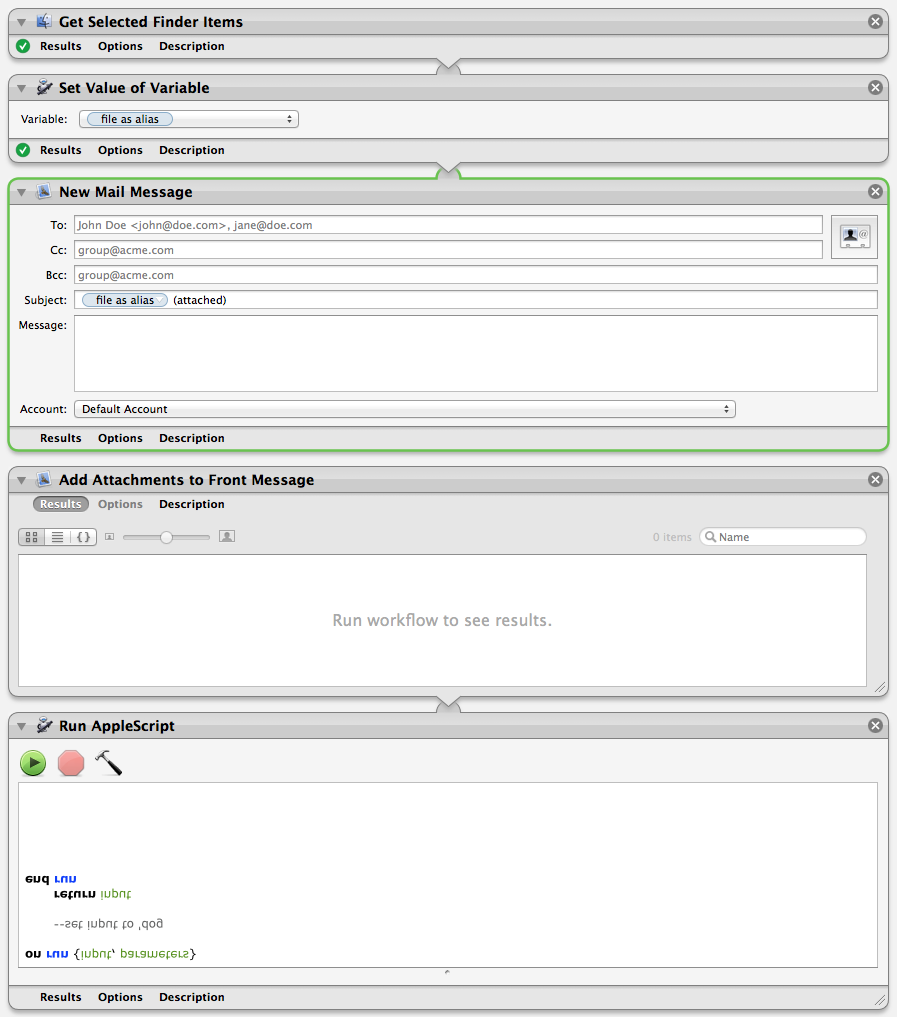 Get Selected Finder Items
Results Options Description
Set Value of Variable
Variable: file as alias
Results Options Description
New Mail Message
To: John Doe <john@doe.com>, jane@doe.com
Cc: group@acme.com
Bcc: group@acme.com
Subject: file as alias (attached)
Message:
Account: Default Account
Results Options Description
Add Attachments to Front Message
Results Options Description
0 items Name
Run workflow to see results.
Run AppleScript
on run {input, parameters}
--set input to 'dog
return input
end run
Results Options Description